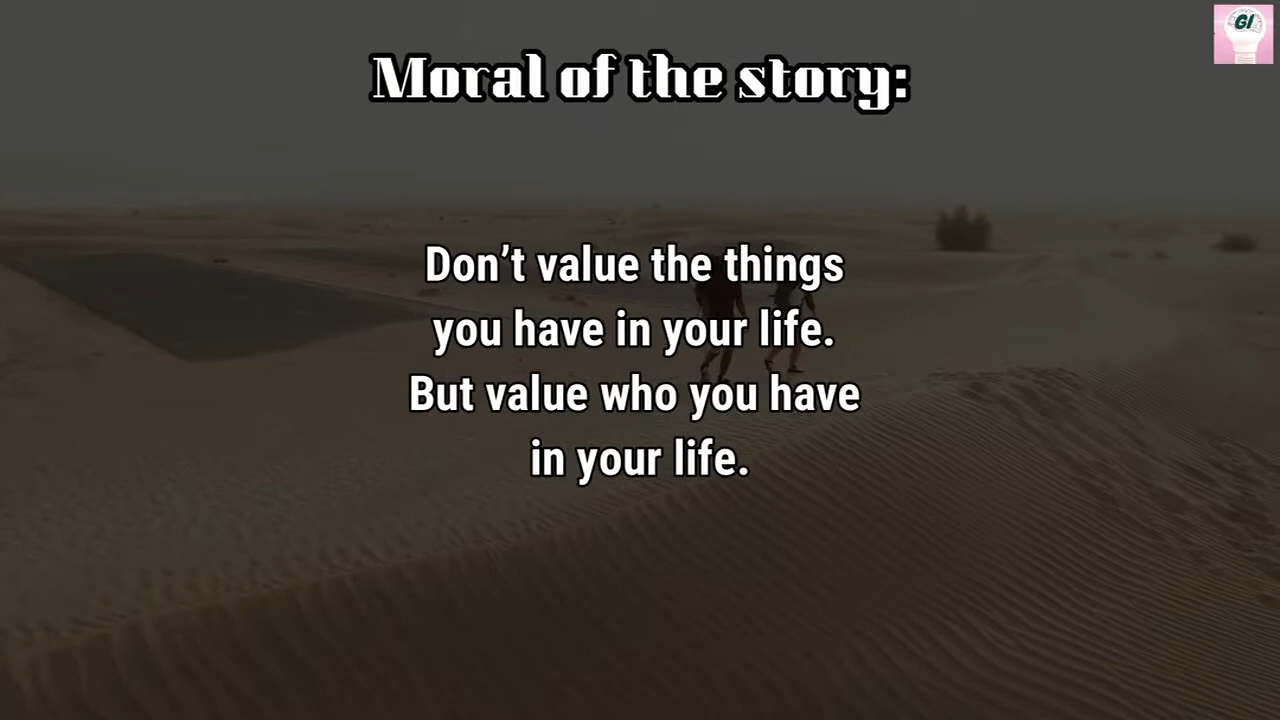 GI
Moral of the story:
Don’t value the things
you have in your life.
But value who you have
in your life.